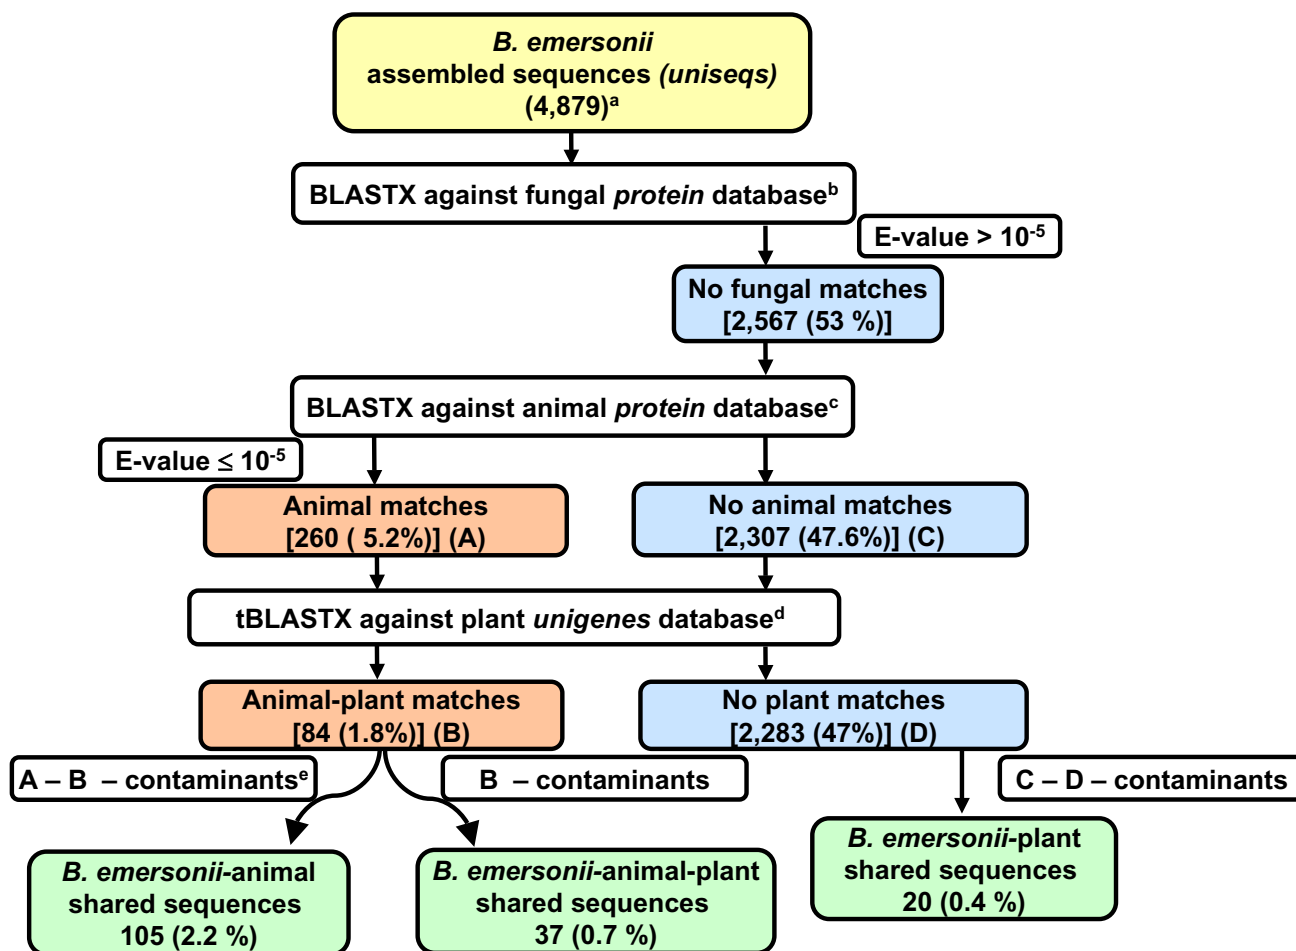 B. emersonii
assembled sequences (uniseqs)
(4,879)ᵃ
BLASTX against fungal protein databaseᵇ
E-value > 10⁻⁵
No fungal matches
[2,567 (53 %)]
BLASTX against animal protein databaseᶜ
E-value ≤ 10⁻⁵
Animal matches
[260 ( 5.2%)] (A)
No animal matches
[2,307 (47.6%)] (C)
tBLASTX against plant unigenes databaseᵈ
Animal-plant matches
[84 (1.8%)] (B)
No plant matches
[2,283 (47%)] (D)
A – B – contaminantsᵉ
B – contaminants
C – D – contaminants
B. emersonii-animal
shared sequences
105 (2.2 %)
B. emersonii-animal-plant
shared sequences
37 (0.7 %)
B. emersonii-plant
shared sequences
20 (0.4 %)